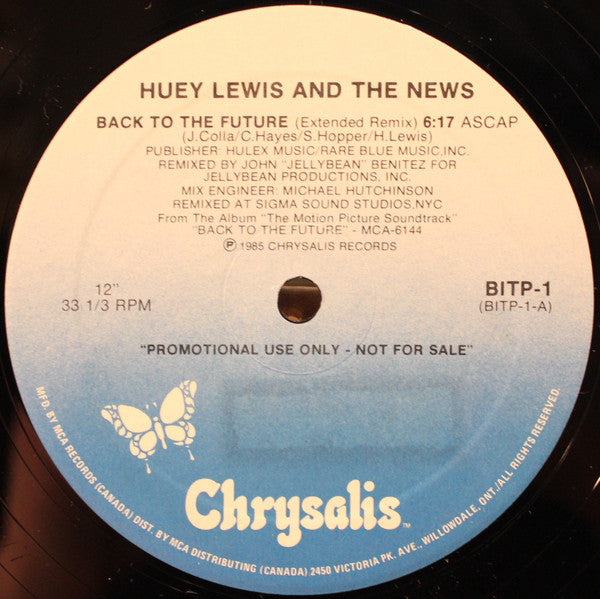 HUEY LEWIS AND THE NEWS
BACK TO THE FUTURE (Extended Remix) 6:17 ASCAP
(J.Colla/C.Hayes/S.Hopper/H.Lewis)
PUBLISHER: HULEX MUSIC/RARE BLUE MUSIC,INC.
REMIXED BY JOHN "JELLYBEAN" BENITEZ FOR
JELLYBEAN PRODUCTIONS, INC.
MIX ENGINEER: MICHAEL HUTCHINSON
REMIXED AT SIGMA SOUND STUDIOS,NYC
From The Album "The Motion Picture Soundtrack"
"BACK TO THE FUTURE" - MCA-6144
Ⓟ 1985 CHRYSALIS RECORDS
12"
33 1/3 RPM
BITP-1
(BITP-1-A)
"PROMOTIONAL USE ONLY - NOT FOR SALE"
Chrysalis™
MFD. BY MCA RECORDS (CANADA) DIST. BY MCA DISTRIBUTING (CANADA) 2450 VICTORIA PK. AVE., WILLOWDALE, ONT./ALL RIGHTS RESERVED.